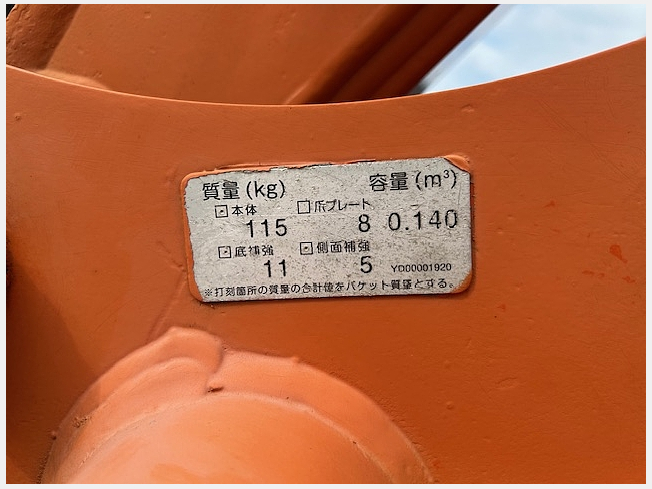 質量(kg) 容量(m³)
⊡本体 □爪プレート
115 8 0.140
⊡底補強 ⊡側面補強
11 5 YD00001920
※打刻箇所の質量の合計値をバケット質量とする。